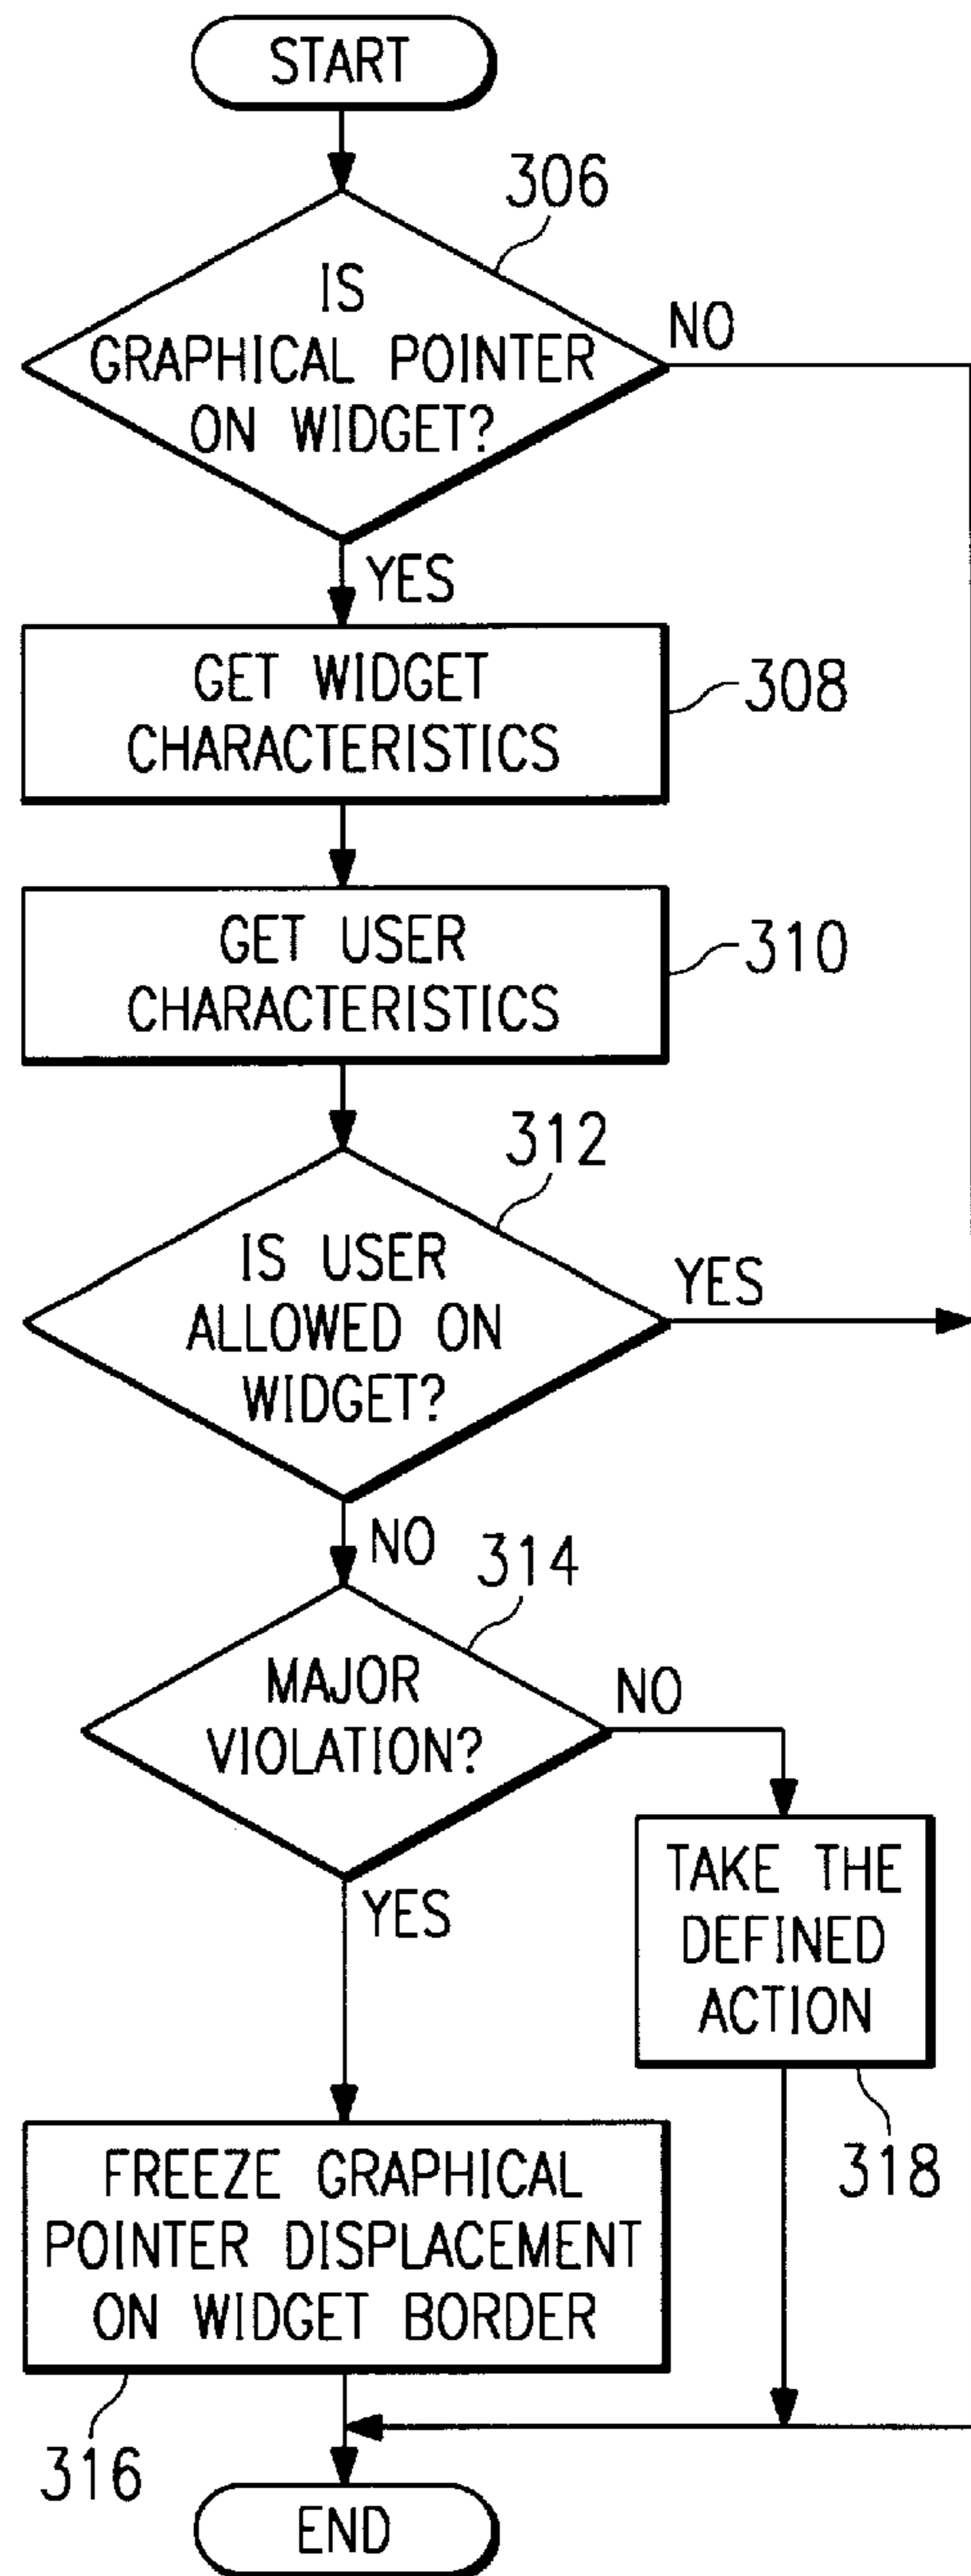 START
306
IS
GRAPHICAL POINTER
ON WIDGET?
NO
YES
GET WIDGET
CHARACTERISTICS
308
GET USER
CHARACTERISTICS
310
312
IS USER
ALLOWED ON
WIDGET?
YES
NO
314
MAJOR
VIOLATION?
NO
YES
TAKE THE
DEFINED
ACTION
318
FREEZE GRAPHICAL
POINTER DISPLACEMENT
ON WIDGET BORDER
316
END